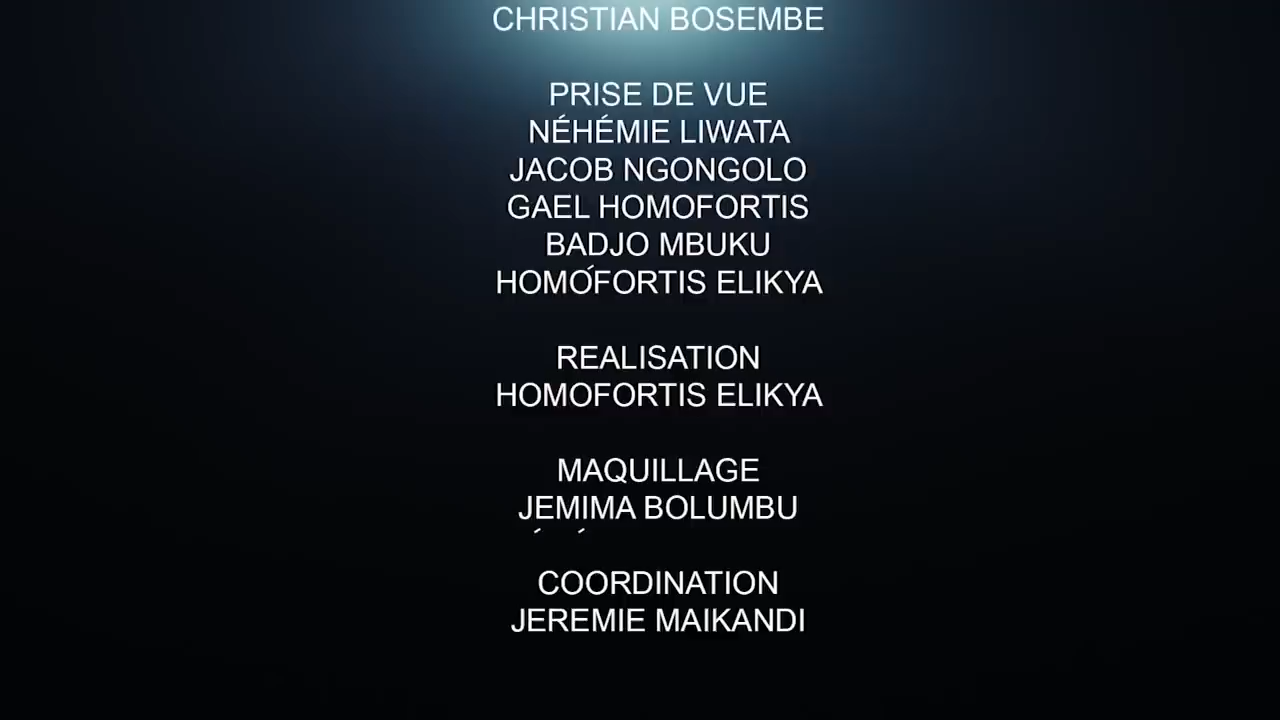 CHRISTIAN BOSEMBE
PRISE DE VUE
NÉHÉMIE LIWATA
JACOB NGONGOLO
GAEL HOMOFORTIS
BADJO MBUKU
HOMOFORTIS ELIKYA
REALISATION
HOMOFORTIS ELIKYA
MAQUILLAGE
JEMIMA BOLUMBU
COORDINATION
JEREMIE MAIKANDI